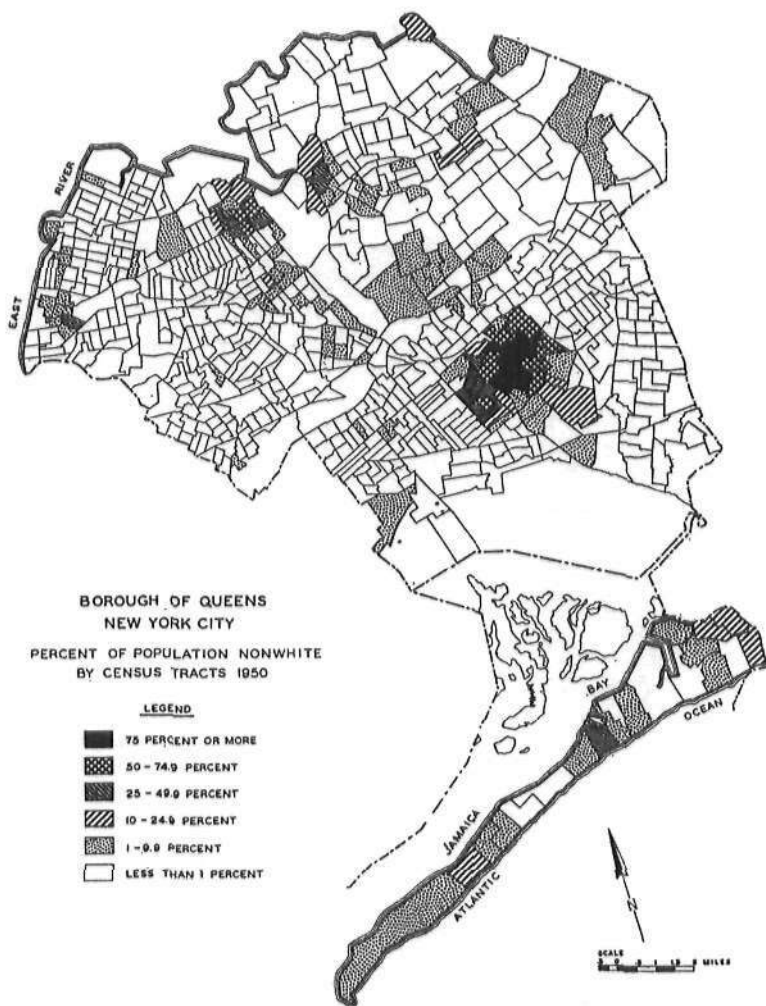 EAST
RIVER
BOROUGH OF QUEENS
NEW YORK CITY
PERCENT OF POPULATION NONWHITE
BY CENSUS TRACTS 1950
LEGEND
75 PERCENT OR MORE
50 - 74.9 PERCENT
25 - 49.9 PERCENT
10 - 24.9 PERCENT
1 - 9.9 PERCENT
LESS THAN 1 PERCENT
JAMAICA
BAY
ATLANTIC
OCEAN
N
SCALE
MILES